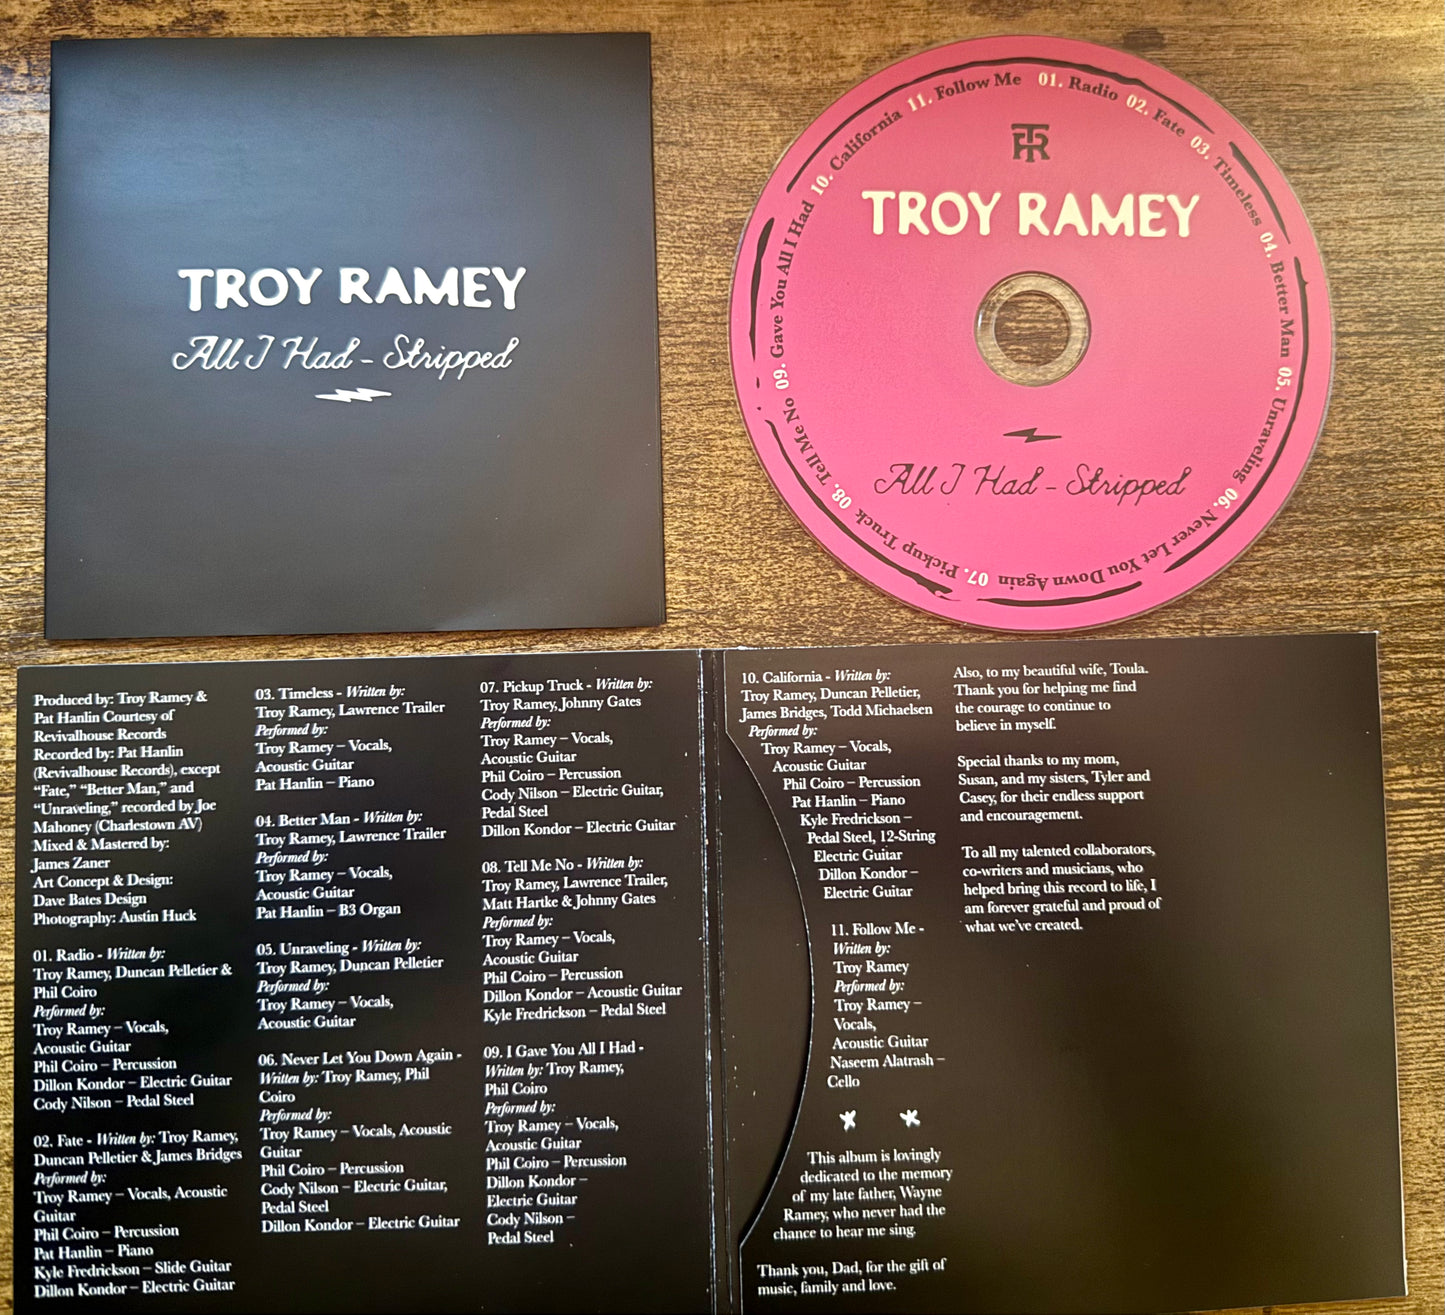 TROY RAMEY
All I Had – Stripped
TR
TROY RAMEY
All I Had – Stripped
01. Radio 02. Fate 03. Timeless 04. Better Man 05. Unraveling 06. Never Let You Down Again 07. Pickup Truck 08. Tell Me No 09. Gave You All I Had 10. California 11. Follow Me
Produced by: Troy Ramey &
Pat Hanlin Courtesy of
Revivalhouse Records
Recorded by: Pat Hanlin
(Revivalhouse Records), except
“Fate,” “Better Man,” and
“Unraveling,” recorded by Joe
Mahoney (Charlestown AV)
Mixed & Mastered by:
James Zaner
Art Concept & Design:
Dave Bates Design
Photography: Austin Huck
01. Radio - Written by:
Troy Ramey, Duncan Pelletier &
Phil Coiro
Performed by:
Troy Ramey – Vocals,
Acoustic Guitar
Phil Coiro – Percussion
Dillon Kondor – Electric Guitar
Cody Nilson – Pedal Steel
02. Fate - Written by: Troy Ramey,
Duncan Pelletier & James Bridges
Performed by:
Troy Ramey – Vocals, Acoustic
Guitar
Phil Coiro – Percussion
Pat Hanlin – Piano
Kyle Fredrickson – Slide Guitar
Dillon Kondor – Electric Guitar
03. Timeless - Written by:
Troy Ramey, Lawrence Trailer
Performed by:
Troy Ramey – Vocals,
Acoustic Guitar
Pat Hanlin – Piano
04. Better Man - Written by:
Troy Ramey, Lawrence Trailer
Performed by:
Troy Ramey – Vocals,
Acoustic Guitar
Pat Hanlin – B3 Organ
05. Unraveling - Written by:
Troy Ramey, Duncan Pelletier
Performed by:
Troy Ramey – Vocals,
Acoustic Guitar
06. Never Let You Down Again -
Written by: Troy Ramey, Phil
Coiro
Performed by:
Troy Ramey – Vocals, Acoustic
Guitar
Phil Coiro – Percussion
Cody Nilson – Electric Guitar,
Pedal Steel
Dillon Kondor – Electric Guitar
07. Pickup Truck - Written by:
Troy Ramey, Johnny Gates
Performed by:
Troy Ramey – Vocals,
Acoustic Guitar
Phil Coiro – Percussion
Cody Nilson – Electric Guitar,
Pedal Steel
Dillon Kondor – Electric Guitar
08. Tell Me No - Written by:
Troy Ramey, Lawrence Trailer,
Matt Hartke & Johnny Gates
Performed by:
Troy Ramey – Vocals,
Acoustic Guitar
Phil Coiro – Percussion
Dillon Kondor – Acoustic Guitar
Kyle Fredrickson – Pedal Steel
09. I Gave You All I Had -
Written by: Troy Ramey,
Phil Coiro
Performed by:
Troy Ramey – Vocals,
Acoustic Guitar
Phil Coiro – Percussion
Dillon Kondor –
Electric Guitar
Cody Nilson –
Pedal Steel
10. California - Written by:
Troy Ramey, Duncan Pelletier,
James Bridges, Todd Michaelsen
Performed by:
Troy Ramey – Vocals,
Acoustic Guitar
Phil Coiro – Percussion
Pat Hanlin – Piano
Kyle Fredrickson –
Pedal Steel, 12-String
Electric Guitar
Dillon Kondor –
Electric Guitar
11. Follow Me -
Written by:
Troy Ramey
Performed by:
Troy Ramey –
Vocals,
Acoustic Guitar
Naseem Alatrash –
Cello
This album is lovingly
dedicated to the memory
of my late father, Wayne
Ramey, who never had the
chance to hear me sing.
Thank you, Dad, for the gift of
music, family and love.
Also, to my beautiful wife, Toula.
Thank you for helping me find
the courage to continue to
believe in myself.
Special thanks to my mom,
Susan, and my sisters, Tyler and
Casey, for their endless support
and encouragement.
To all my talented collaborators,
co-writers and musicians, who
helped bring this record to life, I
am forever grateful and proud of
what we’ve created.